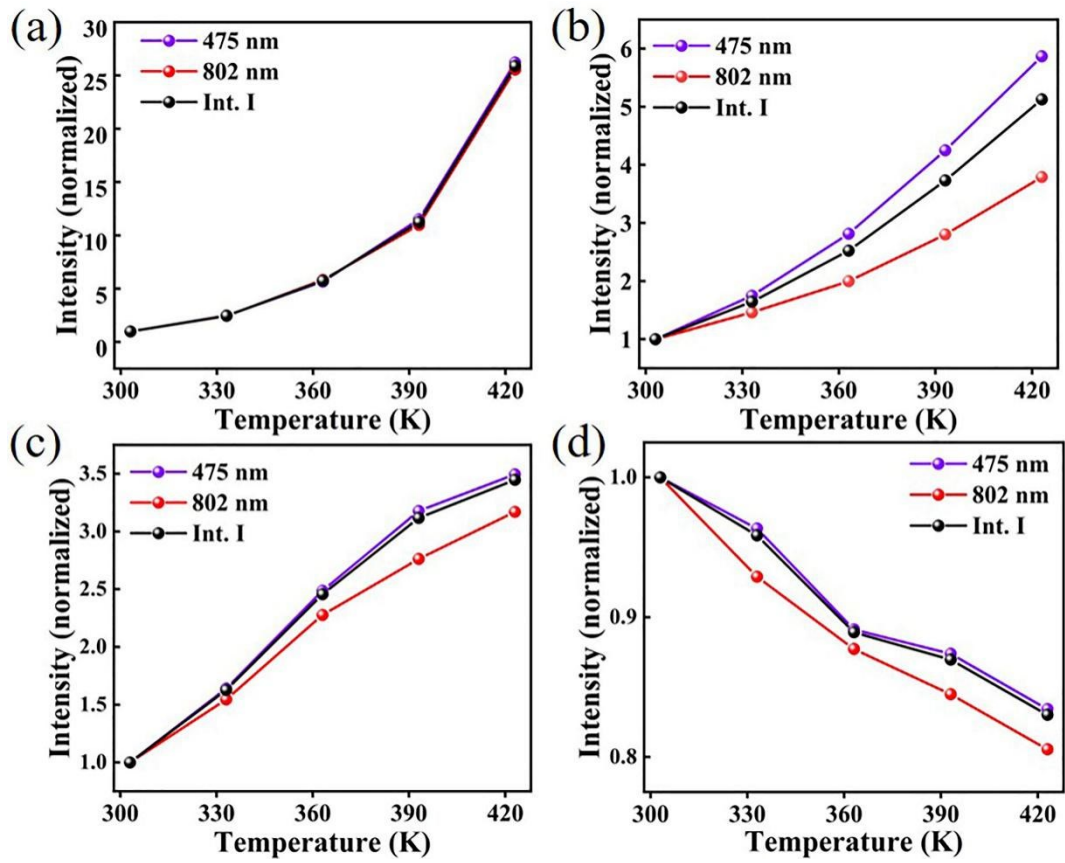 (a)
30
25
20
15
10
5
0
Intensity (normalized)
475 nm
802 nm
Int. I
300 330 360 390 420
Temperature (K)
(b)
6
5
4
3
2
1
Intensity (normalized)
475 nm
802 nm
Int. I
300 330 360 390 420
Temperature (K)
(c)
3.5
3.0
2.5
2.0
1.5
1.0
Intensity (normalized)
475 nm
802 nm
Int. I
300 330 360 390 420
Temperature (K)
(d)
1.0
0.9
0.8
Intensity (normalized)
475 nm
802 nm
Int. I
300 330 360 390 420
Temperature (K)